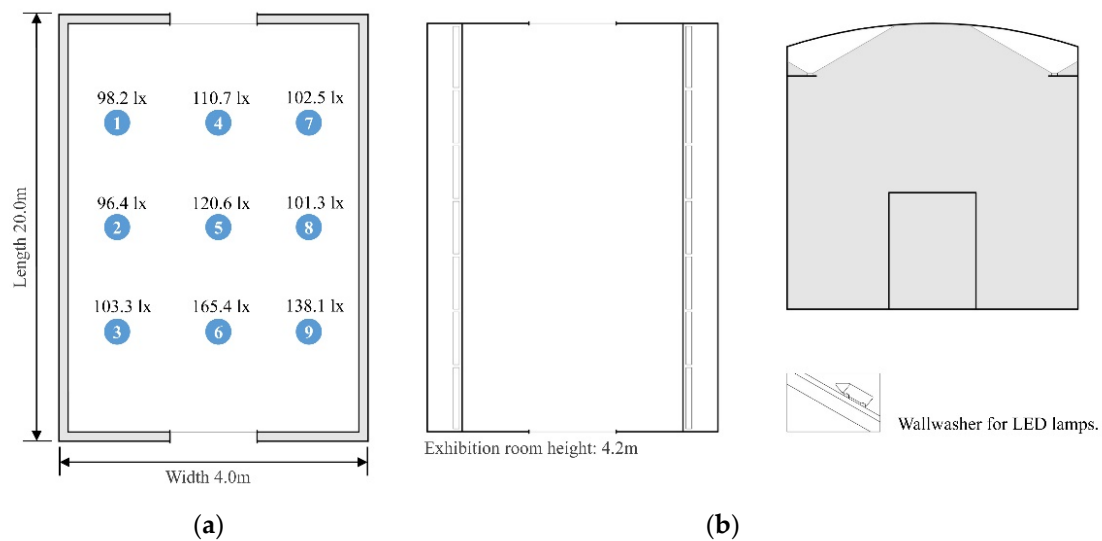 98.2 lx 110.7 lx 102.5 lx
1 4 7
96.4 lx 120.6 lx 101.3 lx
2 5 8
103.3 lx 165.4 lx 138.1 lx
3 6 9
Length 20.0m
Width 4.0m
Exhibition room height: 4.2m
Wallwasher for LED lamps.
(a) (b)